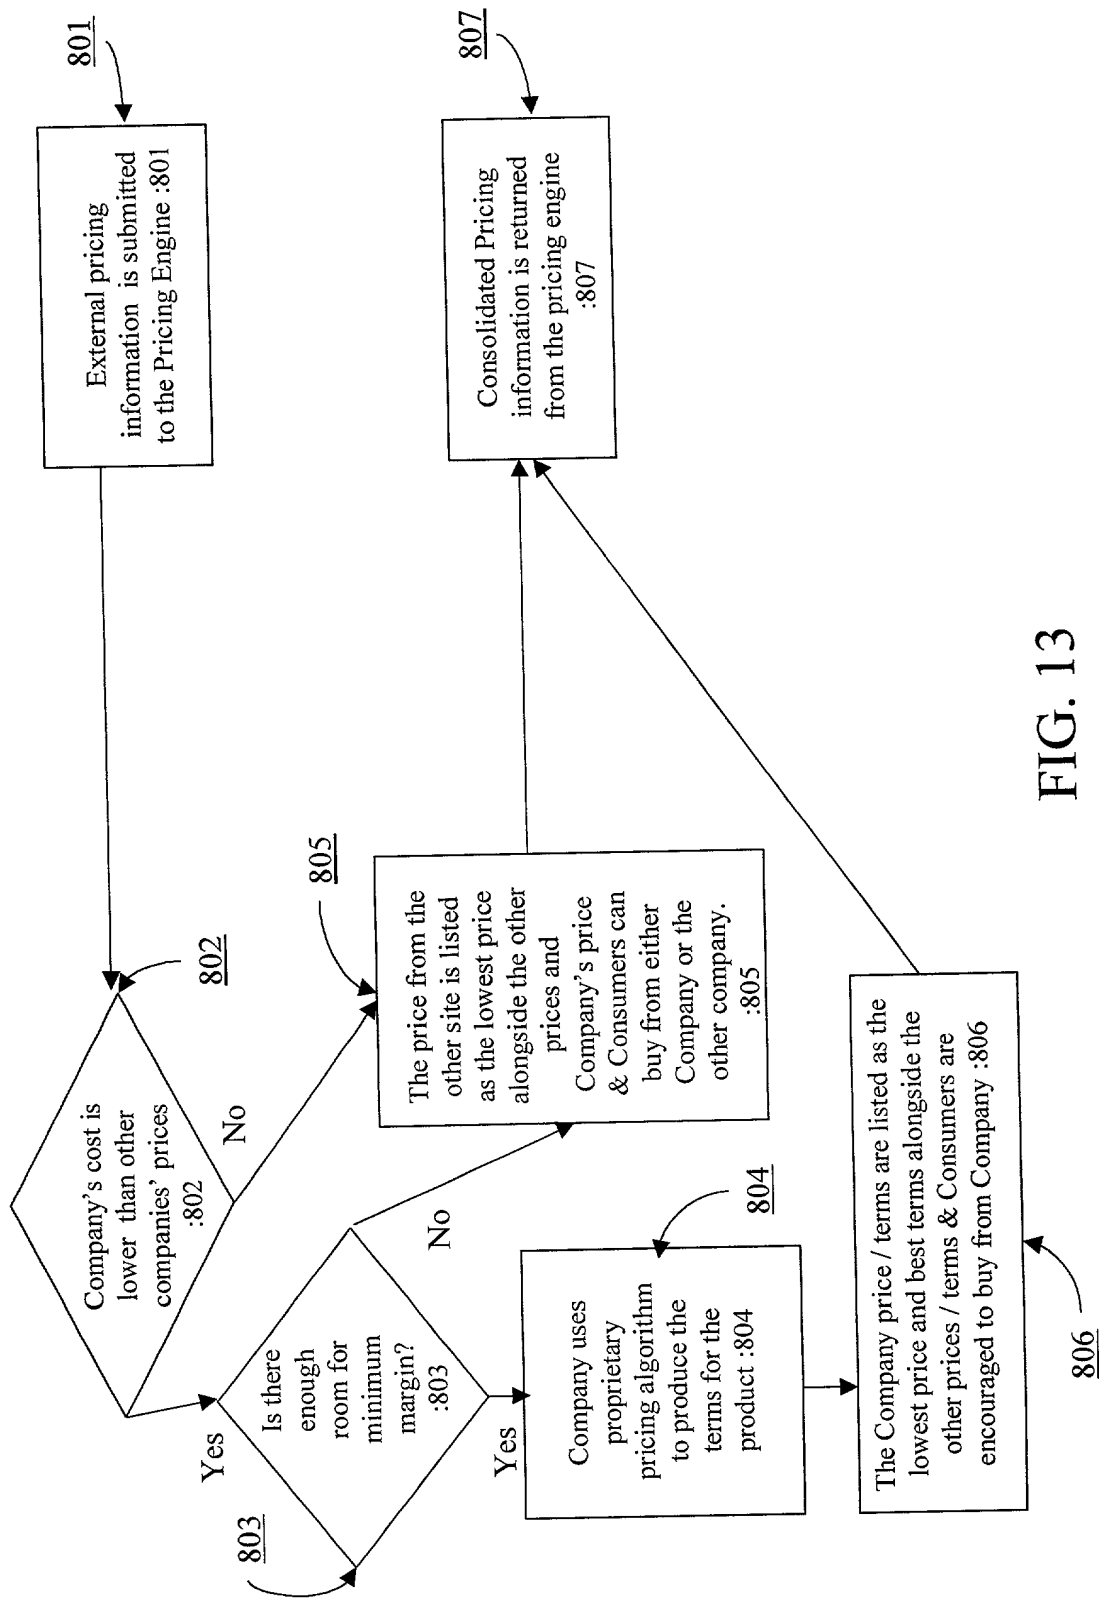 801
External pricing
information is submitted
to the Pricing Engine :801
802
Company's cost is
lower than other
companies' prices
:802
No
Yes
803
Is there
enough
room for
minimum
margin?
:803
No
Yes
804
Company uses
proprietary
pricing algorithm
to produce the
terms for the
product :804
805
The price from the
other site is listed
as the lowest price
alongside the other
prices and
Company's price
& Consumers can
buy from either
Company or the
other company.
:805
806
The Company price / terms are listed as the
lowest price and best terms alongside the
other prices / terms & Consumers are
encouraged to buy from Company :806
807
Consolidated Pricing
information is returned
from the pricing engine
:807
FIG. 13